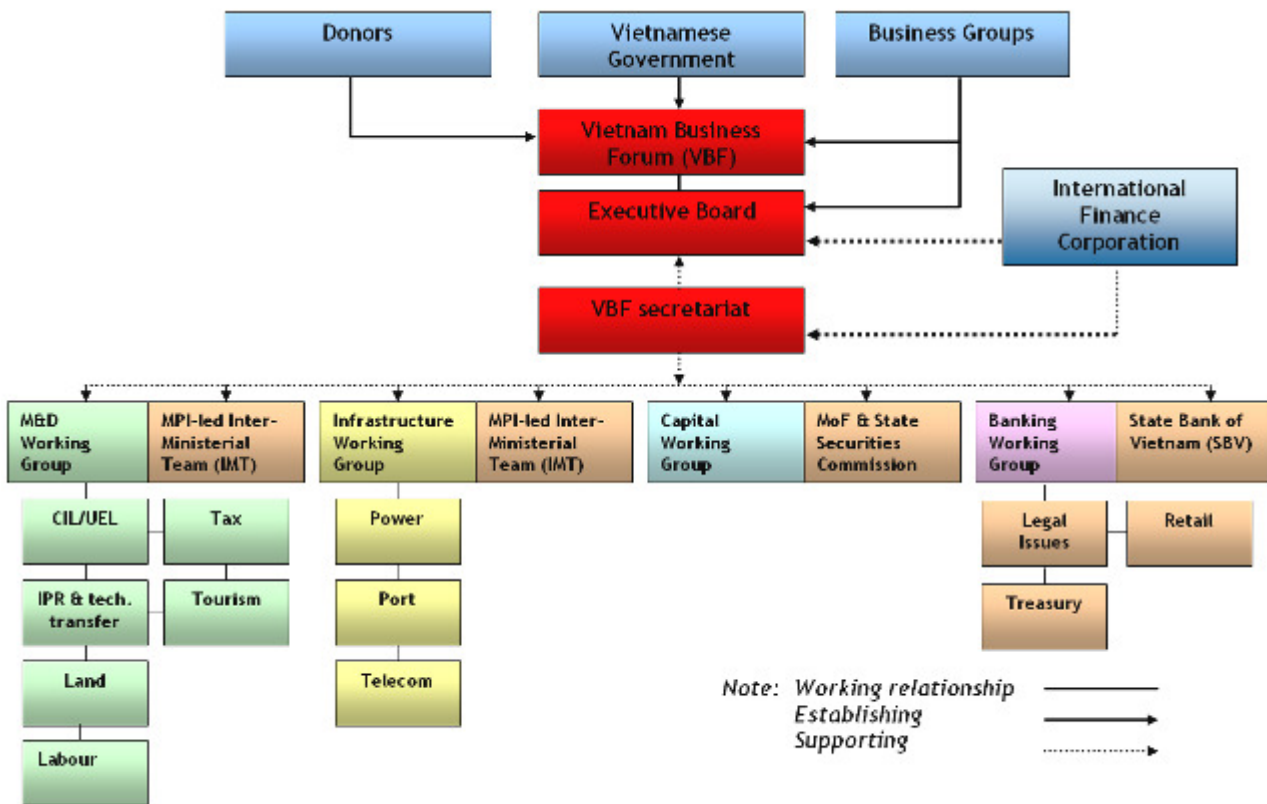 Donors
Vietnamese
Government
Business Groups
Vietnam Business
Forum (VBF)
Executive Board
International
Finance
Corporation
VBF secretariat
M&D
Working
Group
MPI-led Inter-
Ministerial
Team (IMT)
Infrastructure
Working
Group
MPI-led Inter-
Ministerial
Team (IMT)
Capital
Working
Group
MoF & State
Securities
Commission
Banking
Working
Group
State Bank of
Vietnam (SBV)
CIL/UEL
Tax
IPR & tech.
transfer
Tourism
Land
Labour
Power
Port
Telecom
Legal
Issues
Retail
Treasury
Note: Working relationship
Establishing
Supporting